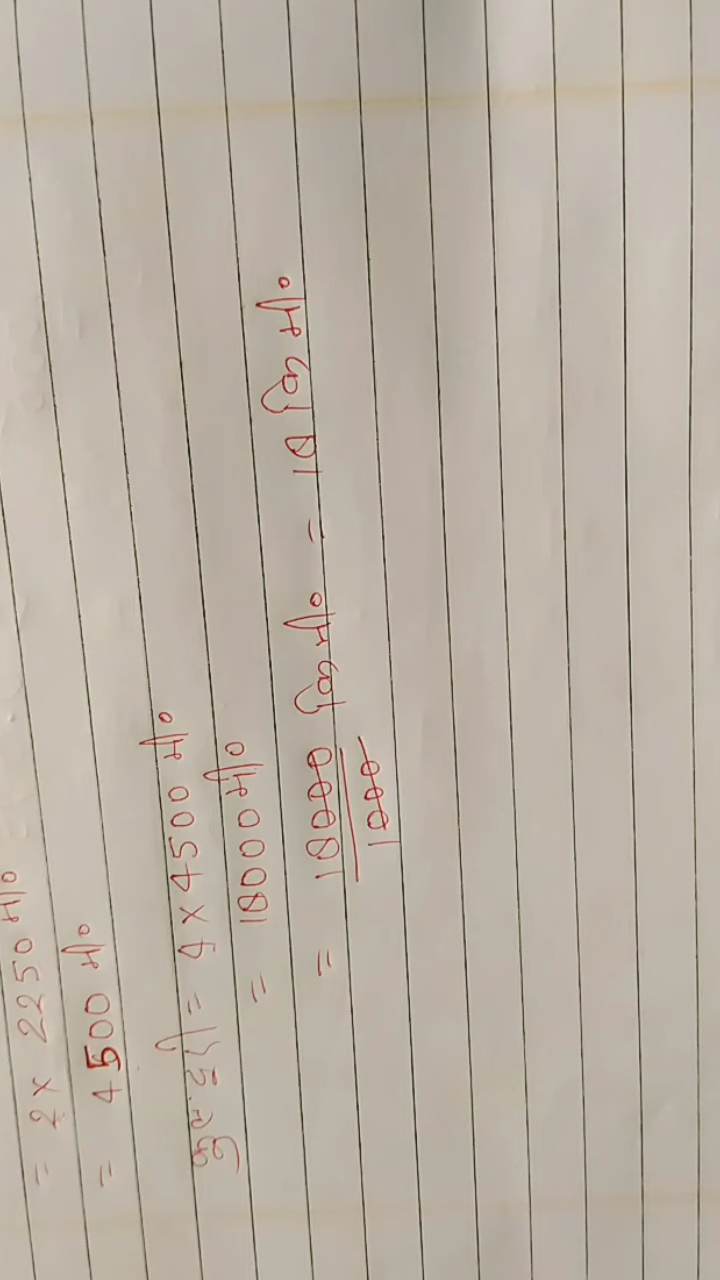 = 2 x 2250 मी०
= 4500 मी०
कुल दूरी = 4 x 4500 मी०
= 18000 मी०
= 18000/1000 कि मी० = 18 कि मी०